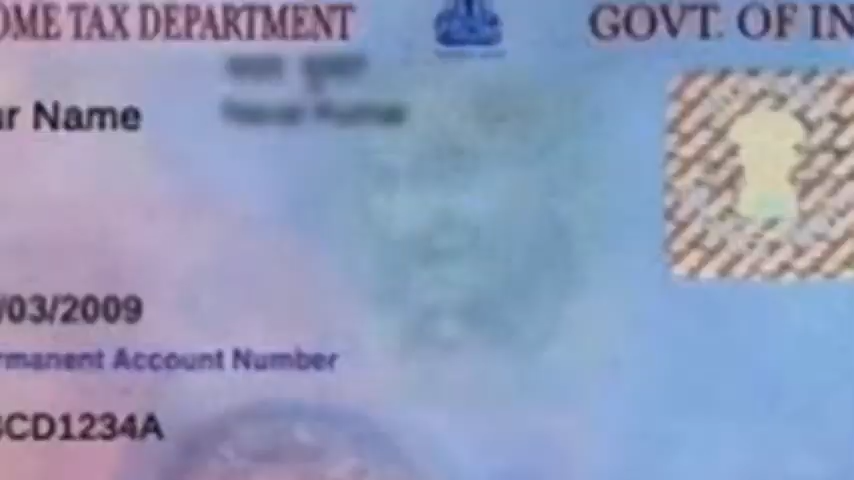 OME TAX DEPARTMENT
GOVT. OF IN
r Name
/03/2009
rmanent Account Number
CD1234A